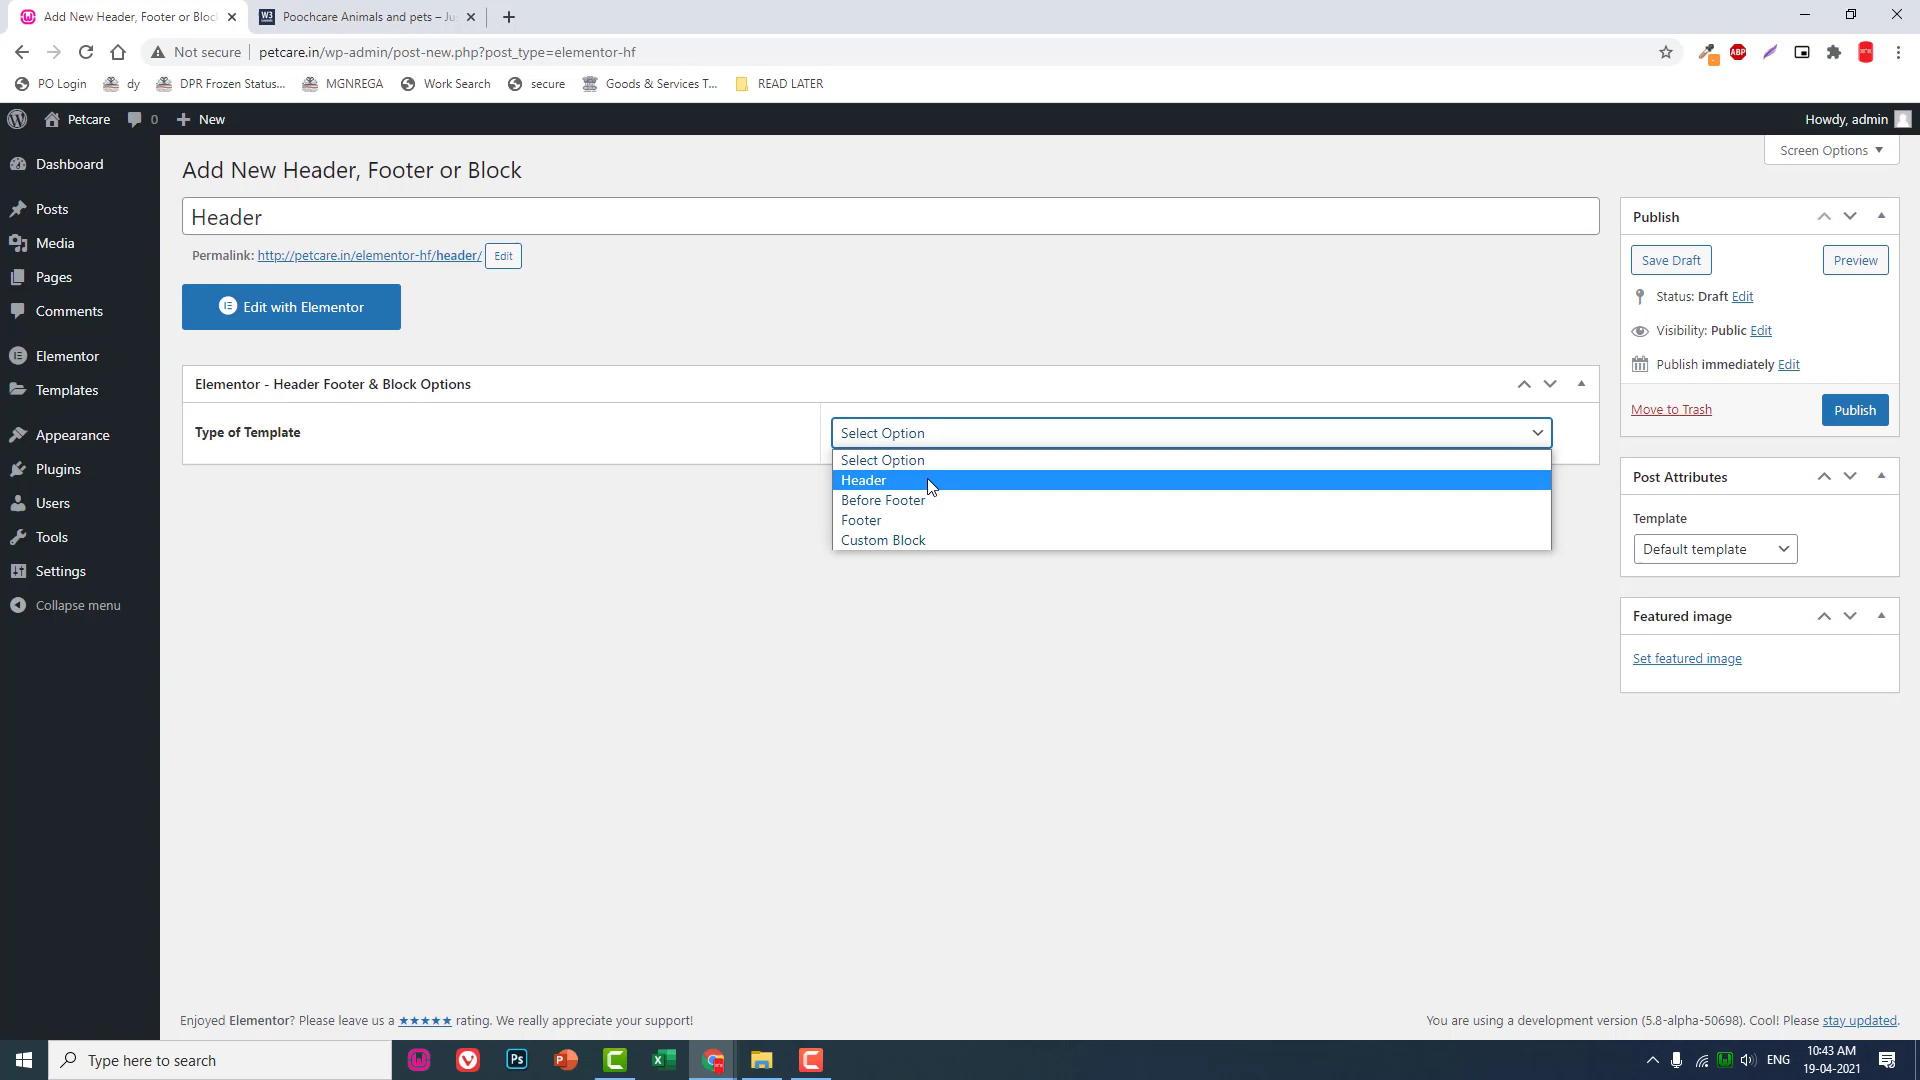 Add New Header, Footer or Bloc
Poochcare Animals and pets – Ju
Not secure
petcare.in/wp-admin/post-new.php?post_type=elementor-hf
PO Login
dy
DPR Frozen Status...
MGNREGA
Work Search
secure
Goods & Services T...
READ LATER
Petcare
0
New
Howdy, admin
Dashboard
Posts
Media
Pages
Comments
Elementor
Templates
Appearance
Plugins
Users
Tools
Settings
Collapse menu
Screen Options
Add New Header, Footer or Block
Header
Permalink: http://petcare.in/elementor-hf/header/ Edit
Edit with Elementor
Elementor - Header Footer & Block Options
Type of Template
Select Option
Select Option
Header
Before Footer
Footer
Custom Block
Publish
Save Draft
Preview
Status: Draft Edit
Visibility: Public Edit
Publish immediately Edit
Move to Trash
Publish
Post Attributes
Template
Default template
Featured image
Set featured image
Enjoyed Elementor? Please leave us a ★★★★★ rating. We really appreciate your support!
You are using a development version (5.8-alpha-50698). Cool! Please stay updated.
Type here to search
ENG
10:43 AM
19-04-2021